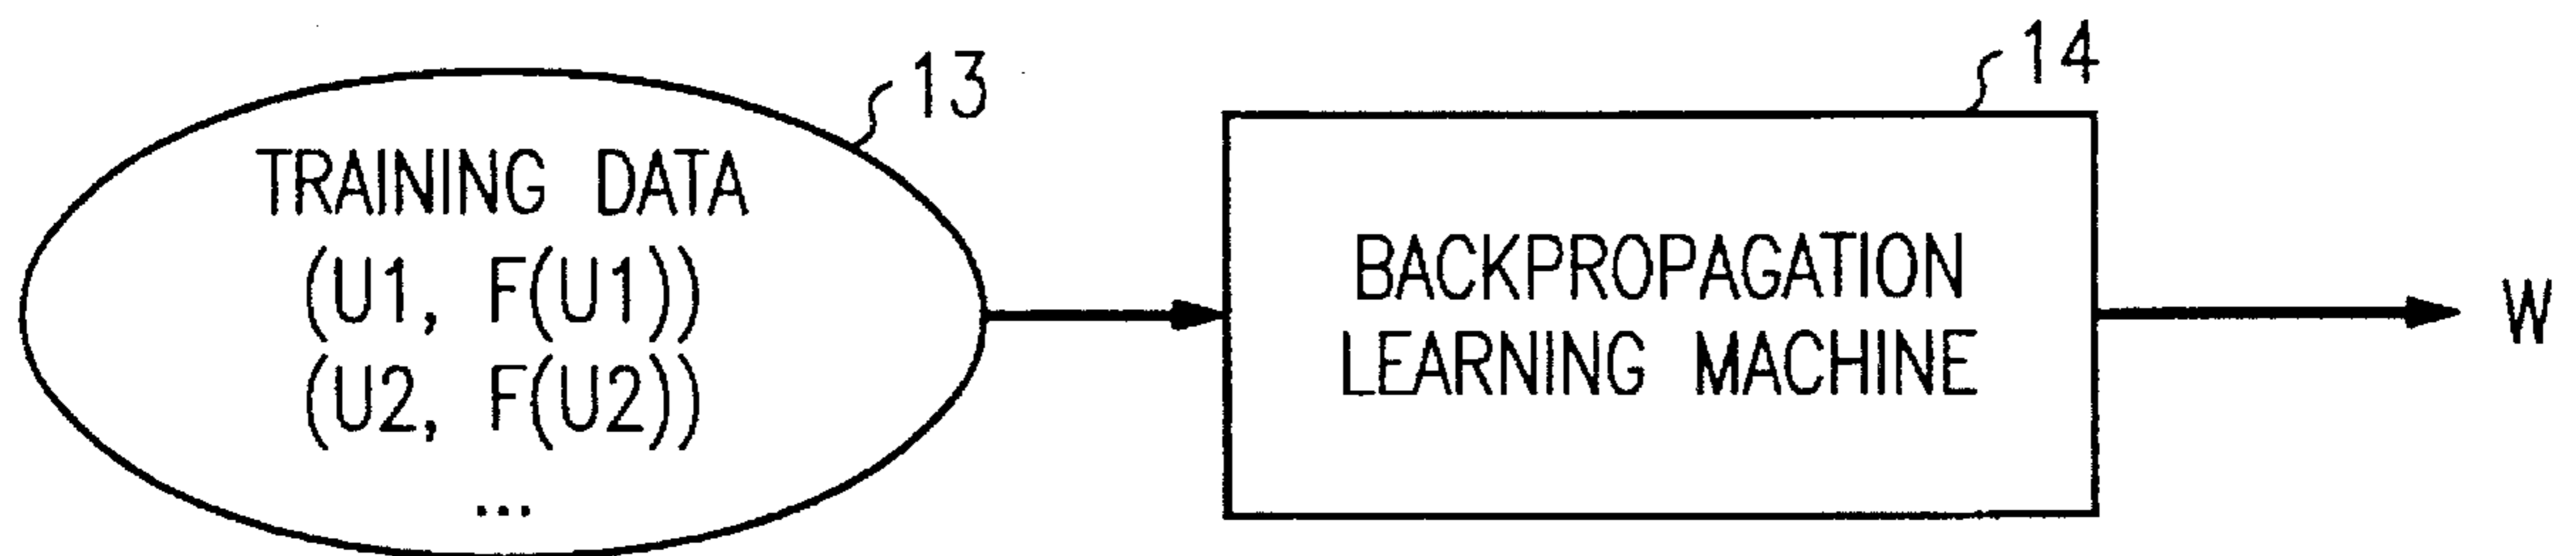 13
TRAINING DATA
(U1, F(U1))
(U2, F(U2))
...
14
BACKPROPAGATION
LEARNING MACHINE
W